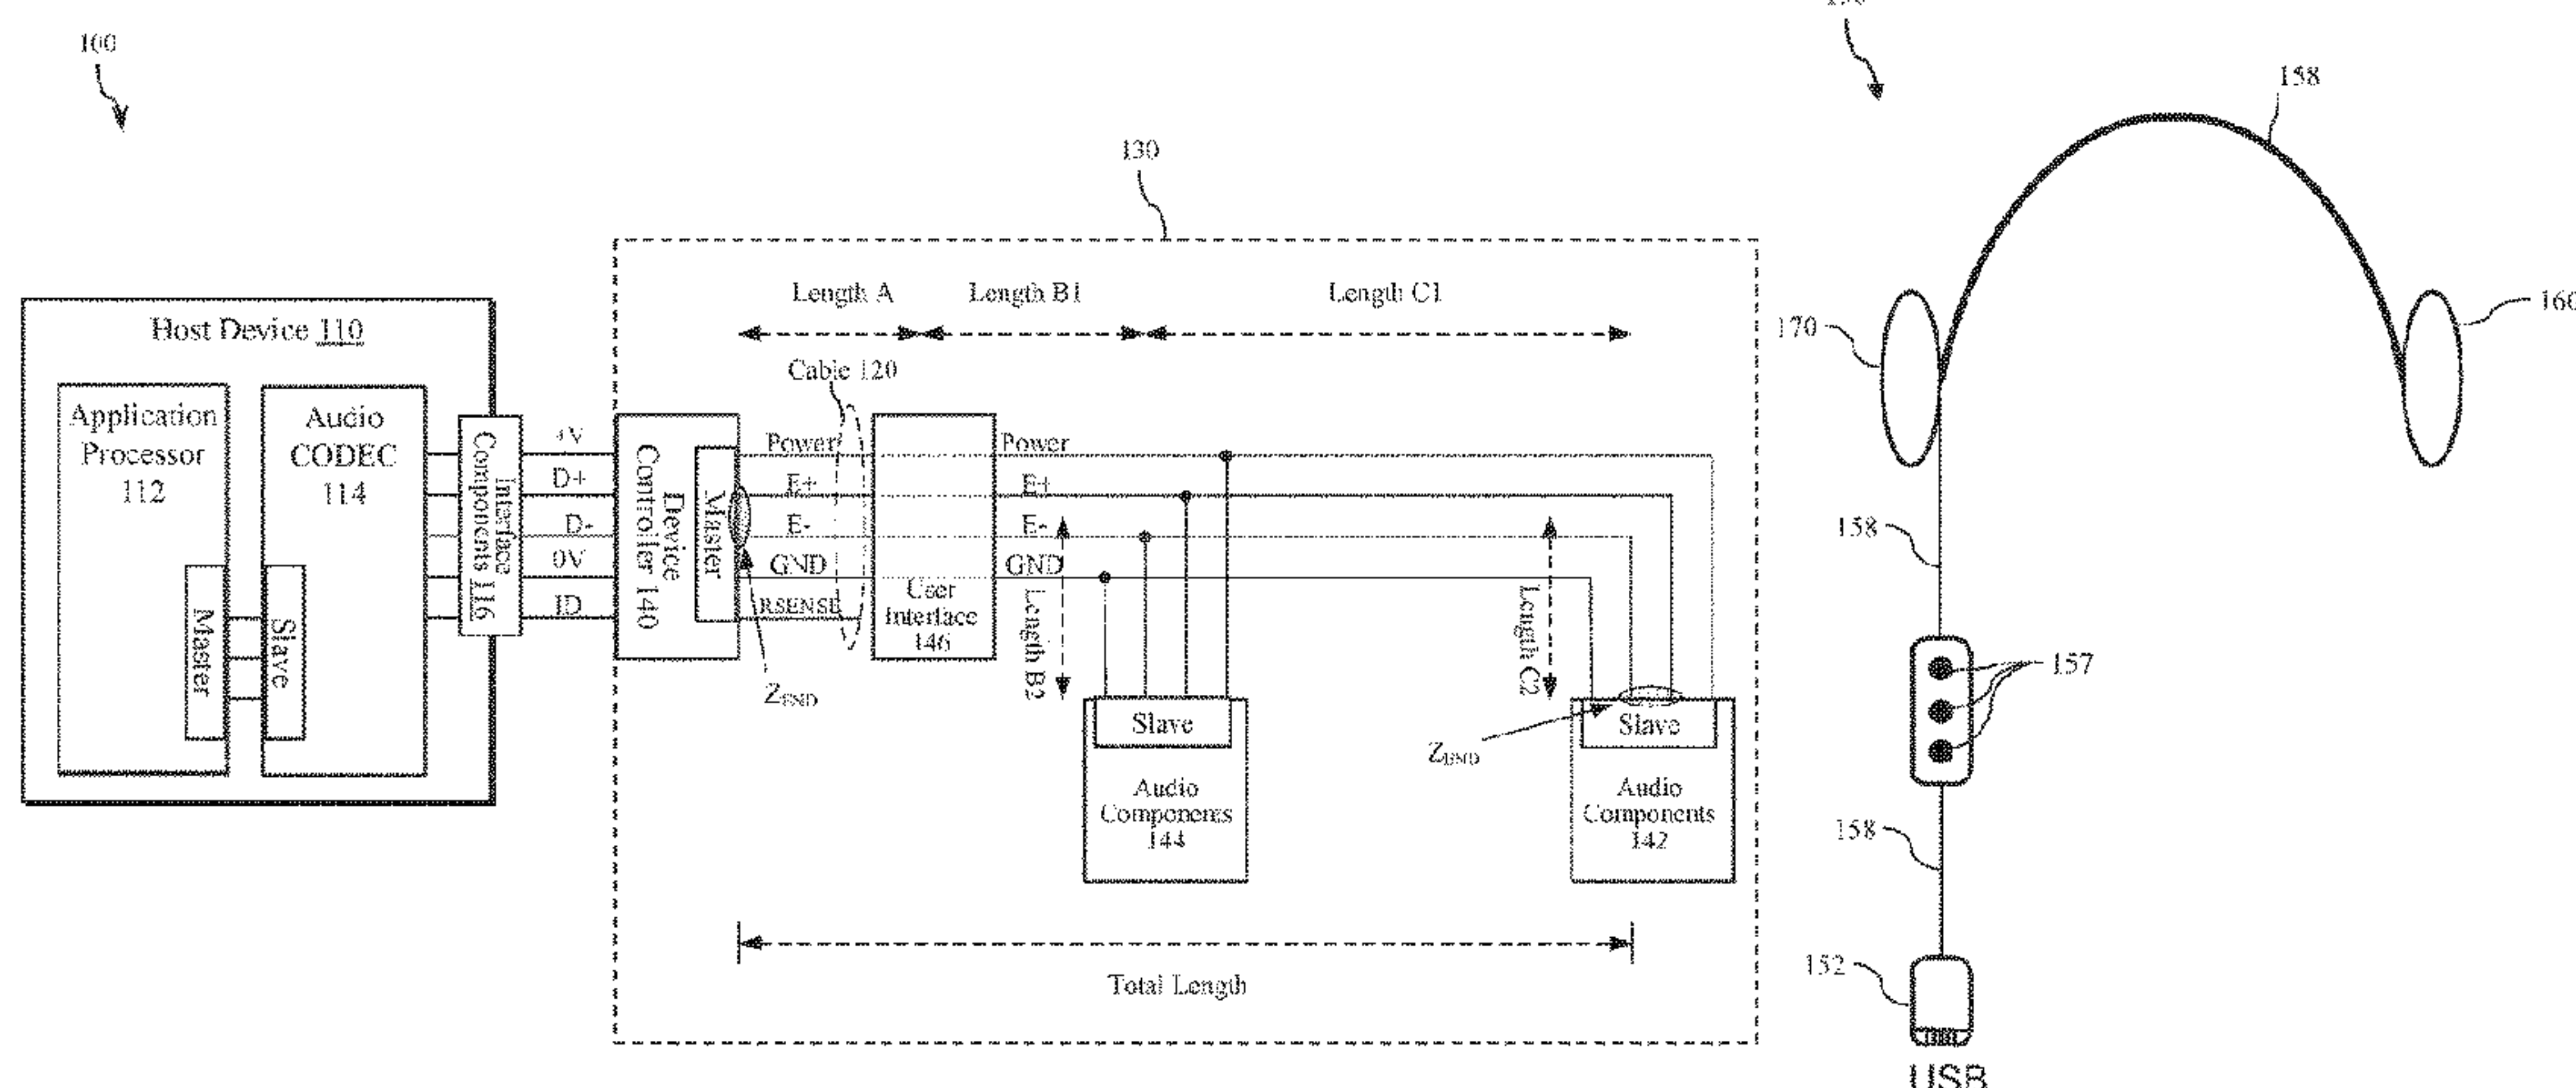 100
130
158
Length A
Length B1
Length C1
Host Device 110
170
160
Cable 120
Application
Processor
112
Audio
CODEC
114
Interface
Components 116
+V
D+
D-
0V
ID
Device
Controller 140
Master
Power
E+
E-
GND
RSENSE
Power
E+
E-
GND
User
Interface
146
Length B2
Length C2
158
Master
Slave
157
Z
Z
Slave
Slave
Audio
Components
144
Audio
Components
142
158
152
Total Length
USB